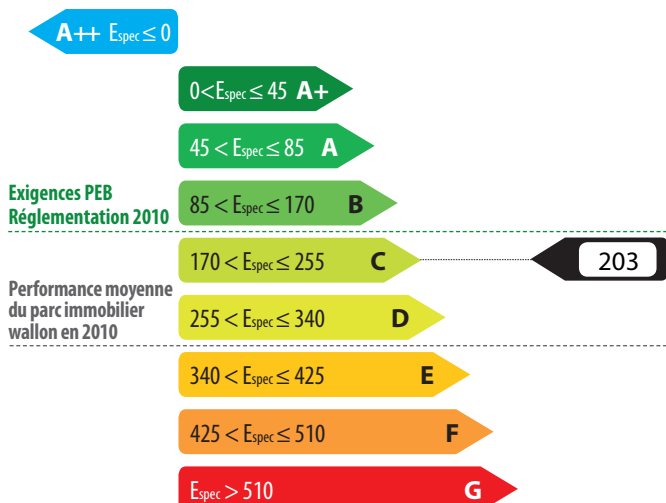 A++ Espec ≤ 0
0<Espec ≤ 45 A+
45 < Espec ≤ 85 A
Exigences PEB
Réglementation 2010
85 < Espec ≤ 170 B
170 < Espec ≤ 255 C
203
Performance moyenne
du parc immobilier
wallon en 2010
255 < Espec ≤ 340 D
340 < Espec ≤ 425 E
425 < Espec ≤ 510 F
Espec > 510 G